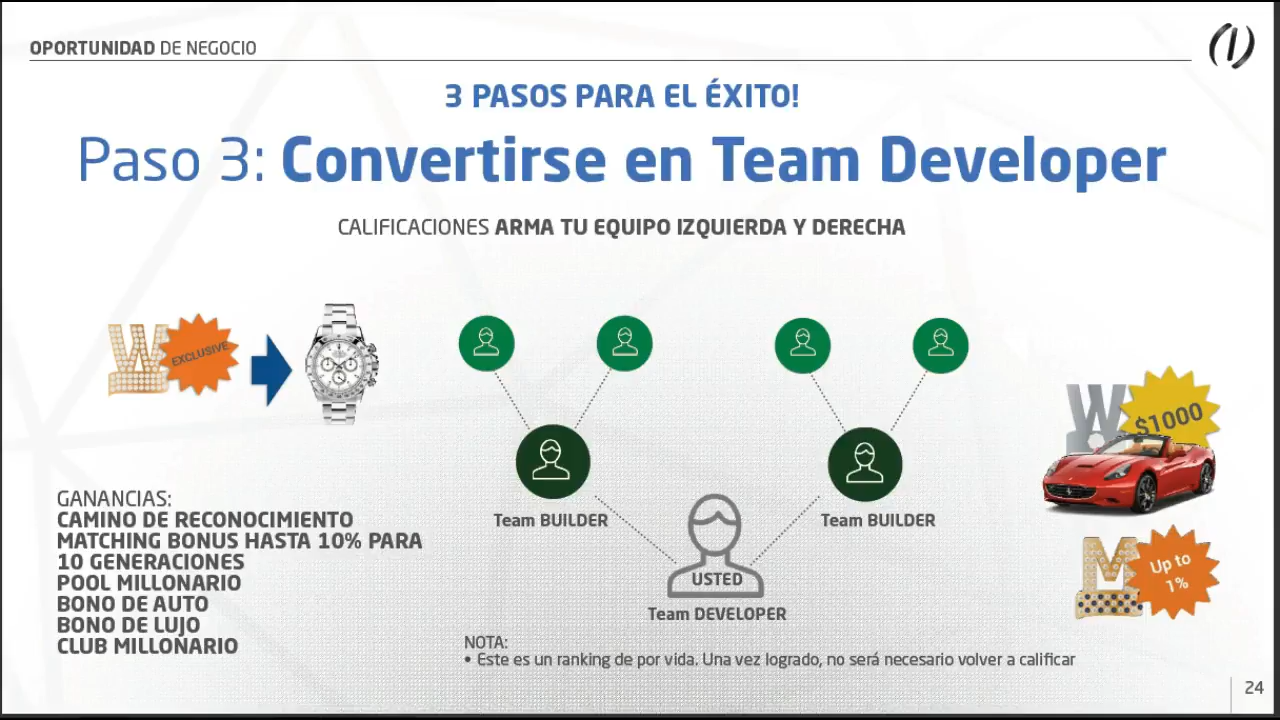 OPORTUNIDAD DE NEGOCIO
3 PASOS PARA EL ÉXITO!
Paso 3: Convertirse en Team Developer
CALIFICACIONES ARMA TU EQUIPO IZQUIERDA Y DERECHA
EXCLUSIVE
$1000
GANANCIAS:
CAMINO DE RECONOCIMIENTO
MATCHING BONUS HASTA 10% PARA
10 GENERACIONES
POOL MILLONARIO
BONO DE AUTO
BONO DE LUJO
CLUB MILLONARIO
Team BUILDER
Team BUILDER
USTED
Team DEVELOPER
Up to
1%
NOTA:
• Este es un ranking de por vida. Una vez logrado, no será necesario volver a calificar
24